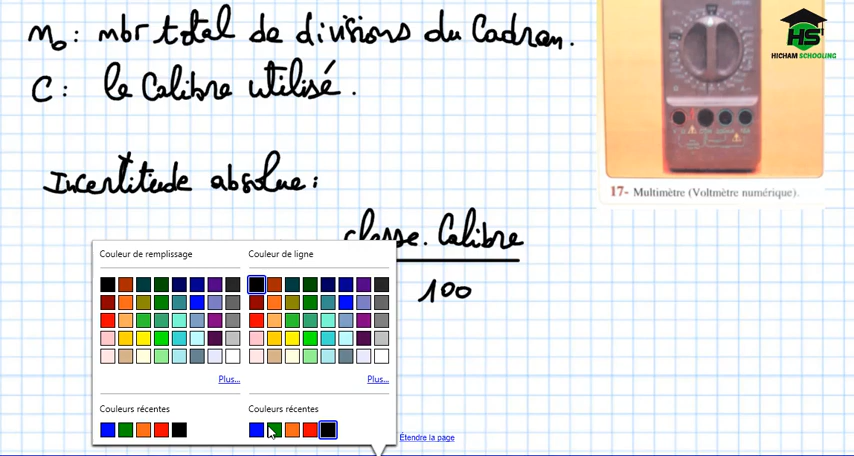 n₀ : nbr total de divisions du Cadran.
C : le Calibre utilisé.
HS
HICHAM SCHOOLING
17- Multimètre (Voltmètre numérique).
Incertitude absolue :
classe . Calibre
100
Couleur de remplissage
Couleur de ligne
Plus...
Plus...
Couleurs récentes
Couleurs récentes
Étendre la page